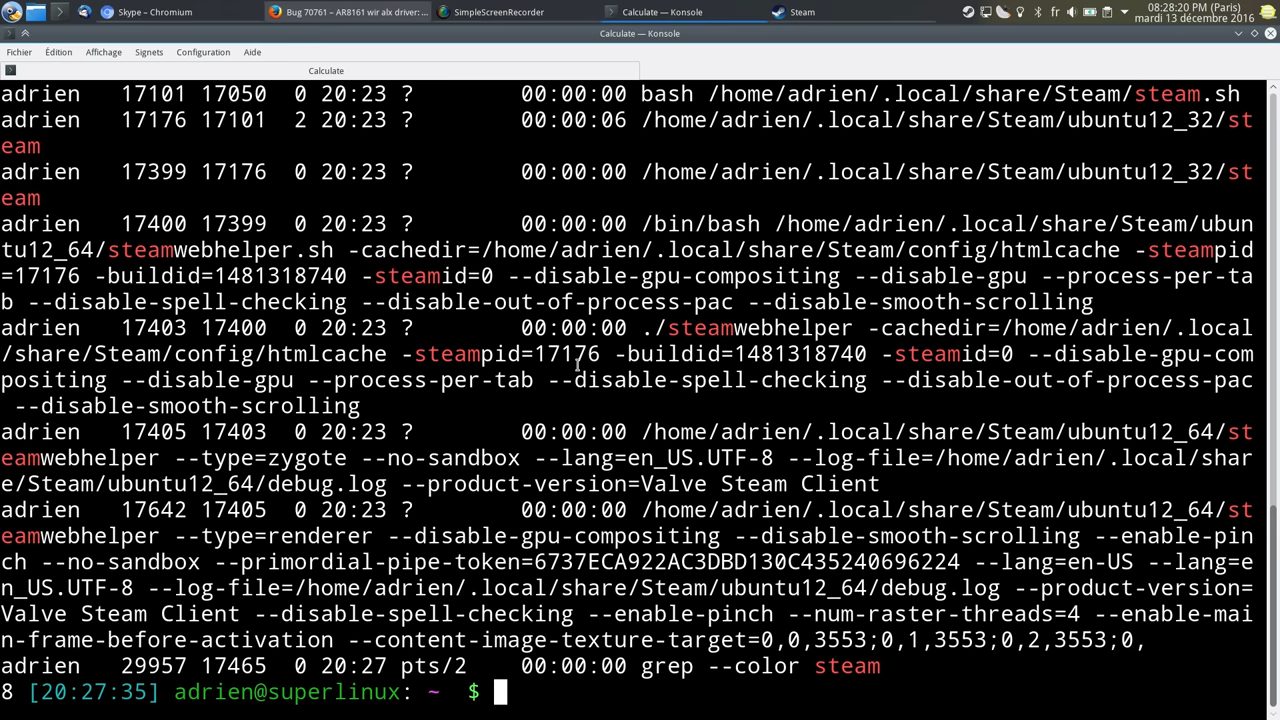 Skype – Chromium
Bug 70761 – AR8161 wir alx driver: ...
SimpleScreenRecorder
Calculate — Konsole
Steam
fr
08:28:20 PM (Paris)
mardi 13 décembre 2016
Calculate — Konsole
Fichier Édition Affichage Signets Configuration Aide
Calculate
adrien 17101 17050 0 20:23 ? 00:00:00 bash /home/adrien/.local/share/Steam/steam.sh
adrien 17176 17101 2 20:23 ? 00:00:06 /home/adrien/.local/share/Steam/ubuntu12_32/st
eam
adrien 17399 17176 0 20:23 ? 00:00:00 /home/adrien/.local/share/Steam/ubuntu12_32/st
eam
adrien 17400 17399 0 20:23 ? 00:00:00 /bin/bash /home/adrien/.local/share/Steam/ubun
tu12_64/steamwebhelper.sh -cachedir=/home/adrien/.local/share/Steam/config/htmlcache -steampid
=17176 -buildid=1481318740 -steamid=0 --disable-gpu-compositing --disable-gpu --process-per-ta
b --disable-spell-checking --disable-out-of-process-pac --disable-smooth-scrolling
adrien 17403 17400 0 20:23 ? 00:00:00 ./steamwebhelper -cachedir=/home/adrien/.local
/share/Steam/config/htmlcache -steampid=17176 -buildid=1481318740 -steamid=0 --disable-gpu-com
positing --disable-gpu --process-per-tab --disable-spell-checking --disable-out-of-process-pac
--disable-smooth-scrolling
adrien 17405 17403 0 20:23 ? 00:00:00 /home/adrien/.local/share/Steam/ubuntu12_64/st
eamwebhelper --type=zygote --no-sandbox --lang=en_US.UTF-8 --log-file=/home/adrien/.local/shar
e/Steam/ubuntu12_64/debug.log --product-version=Valve Steam Client
adrien 17642 17405 0 20:23 ? 00:00:00 /home/adrien/.local/share/Steam/ubuntu12_64/st
eamwebhelper --type=renderer --disable-gpu-compositing --disable-smooth-scrolling --enable-pin
ch --no-sandbox --primordial-pipe-token=6737ECA922AC3DBD130C435240696224 --lang=en-US --lang=e
n_US.UTF-8 --log-file=/home/adrien/.local/share/Steam/ubuntu12_64/debug.log --product-version=
Valve Steam Client --disable-spell-checking --enable-pinch --num-raster-threads=4 --enable-mai
n-frame-before-activation --content-image-texture-target=0,0,3553;0,1,3553;0,2,3553;0,
adrien 29957 17465 0 20:27 pts/2 00:00:00 grep --color steam
8 [20:27:35] adrien@superlinux: ~ $